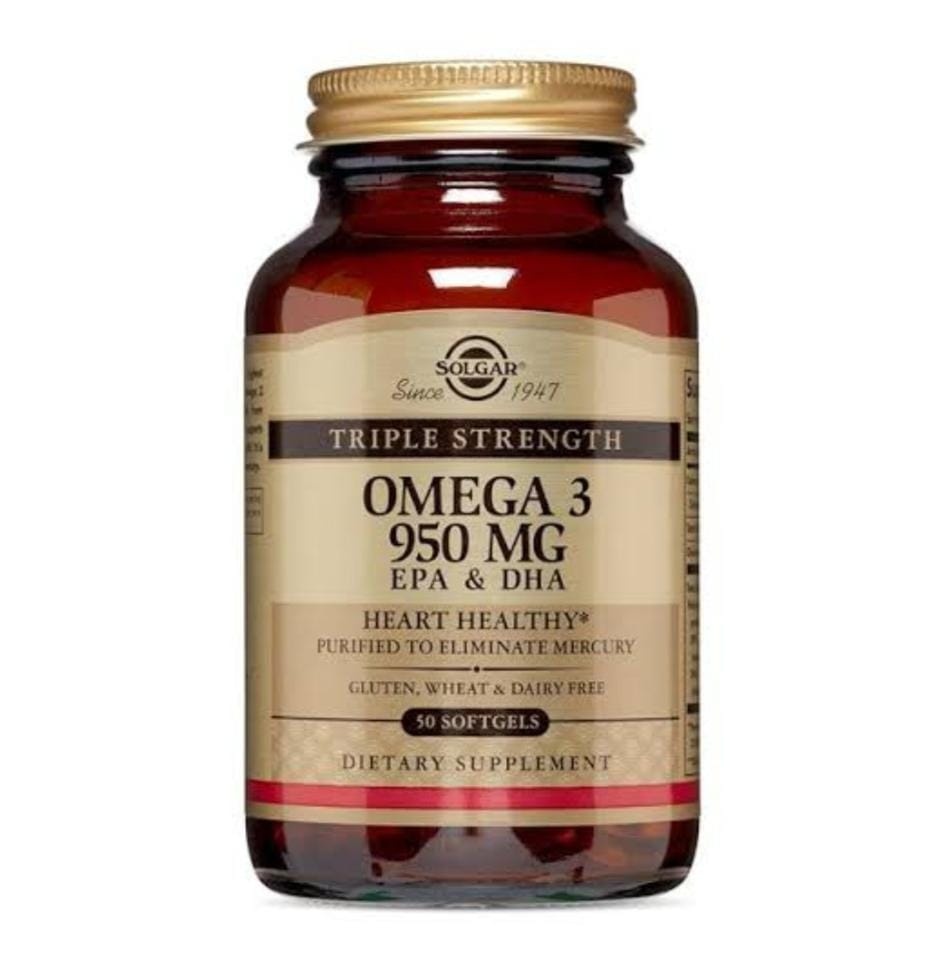 SOLGAR®
Since 1947
TRIPLE STRENGTH
OMEGA 3
950 MG
EPA & DHA
HEART HEALTHY*
PURIFIED TO ELIMINATE MERCURY
GLUTEN, WHEAT & DAIRY FREE
50 SOFTGELS
DIETARY SUPPLEMENT